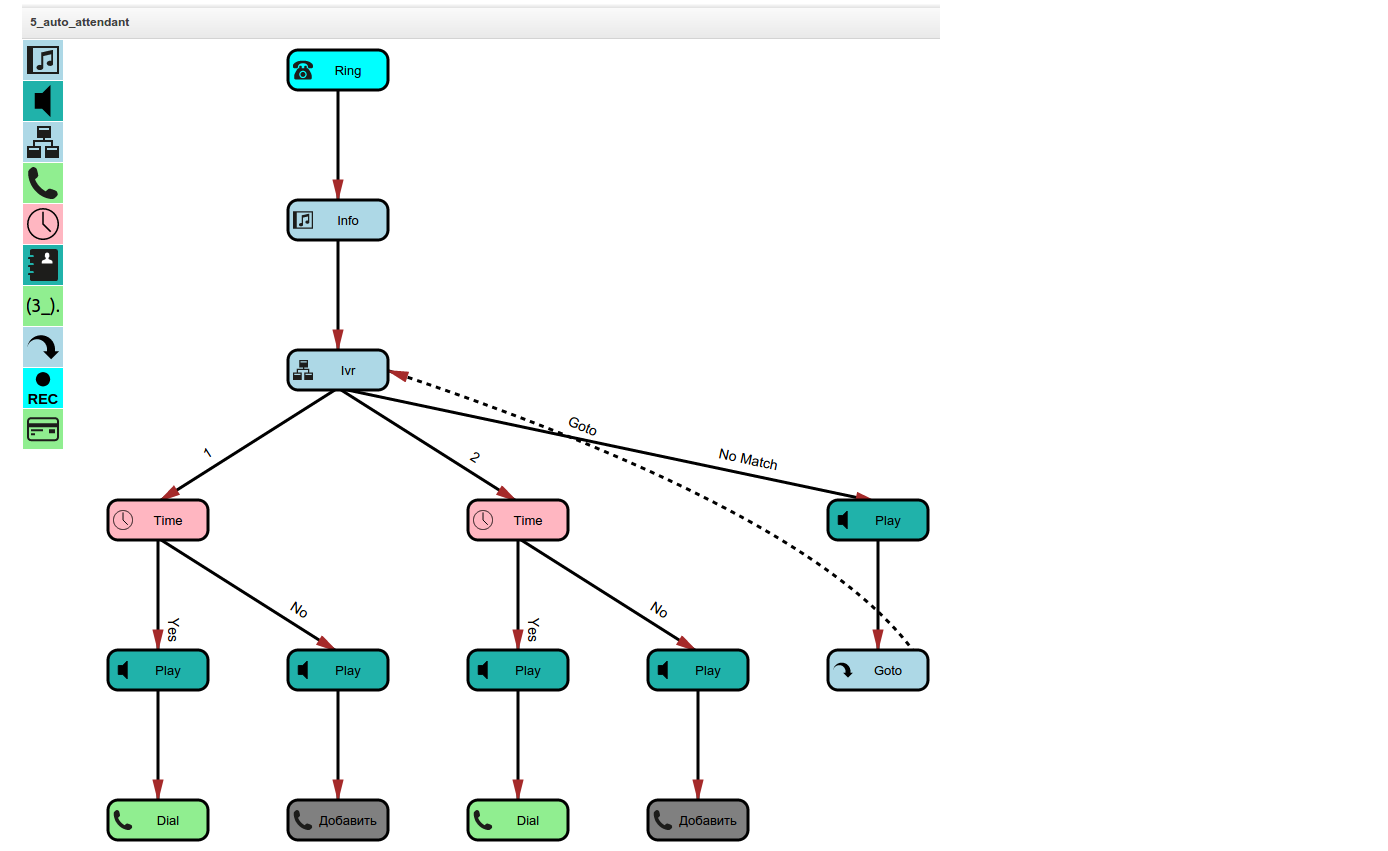 5_auto_attendant
Ring
Info
(3_).
Ivr
REC
Goto
1
2
No Match
Time
Time
Play
No
No
Yes
Yes
Play
Play
Play
Play
Goto
Dial
Добавить
Dial
Добавить